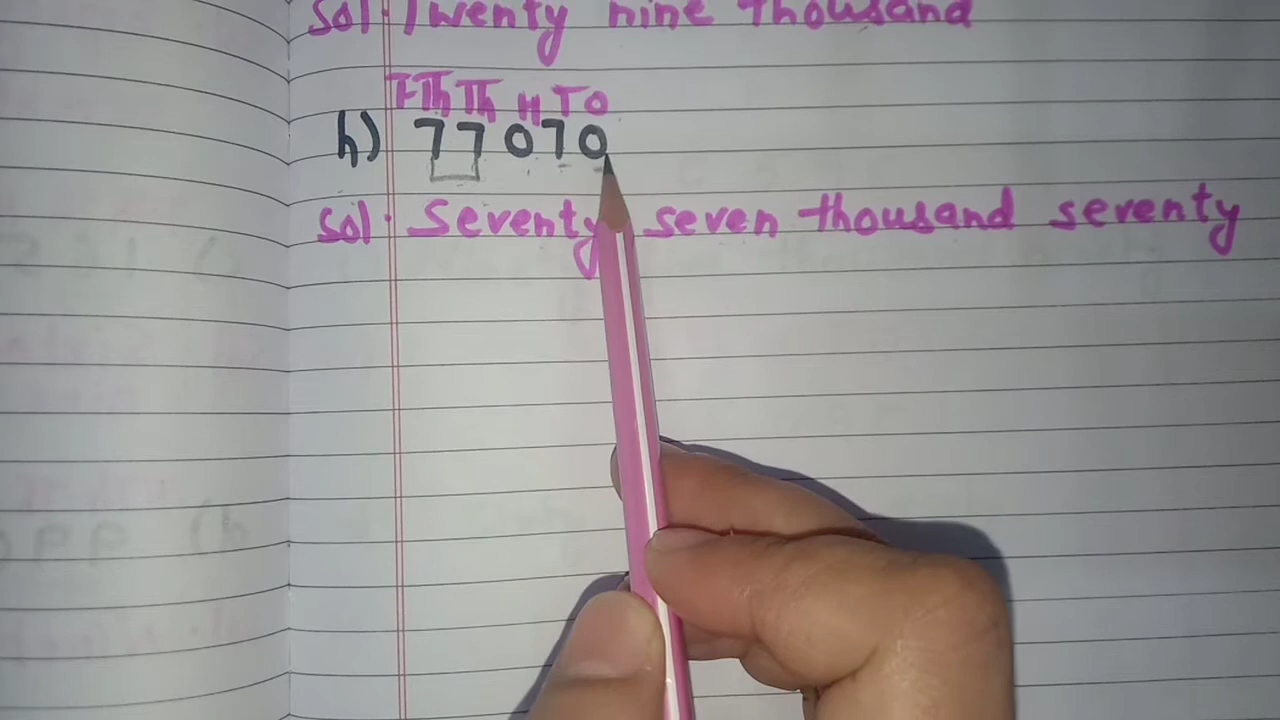 Sol. Twenty nine thousand
TTh Th H T O
h) 77070
Sol. Seventy seven thousand seventy